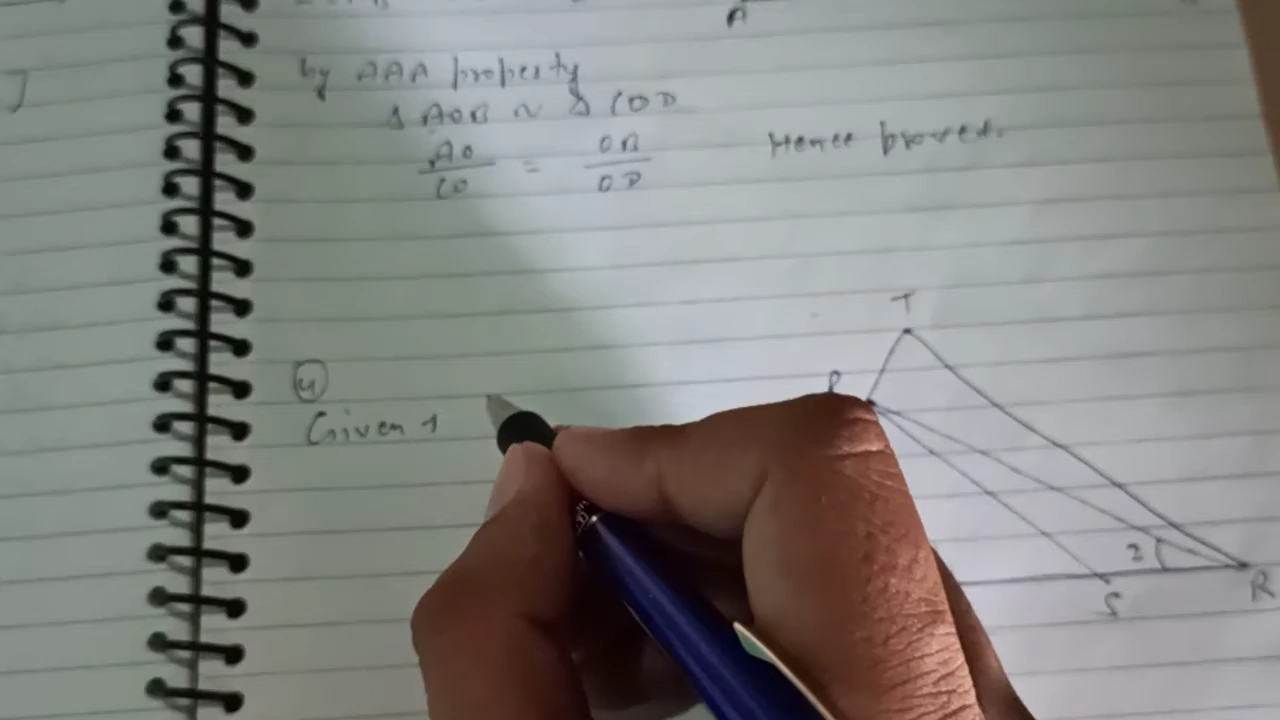 by AAA property
Δ AOB ~ Δ COD
AO/CO = OB/OD Hence proved.
T
P
④
Given
2
S
R
A